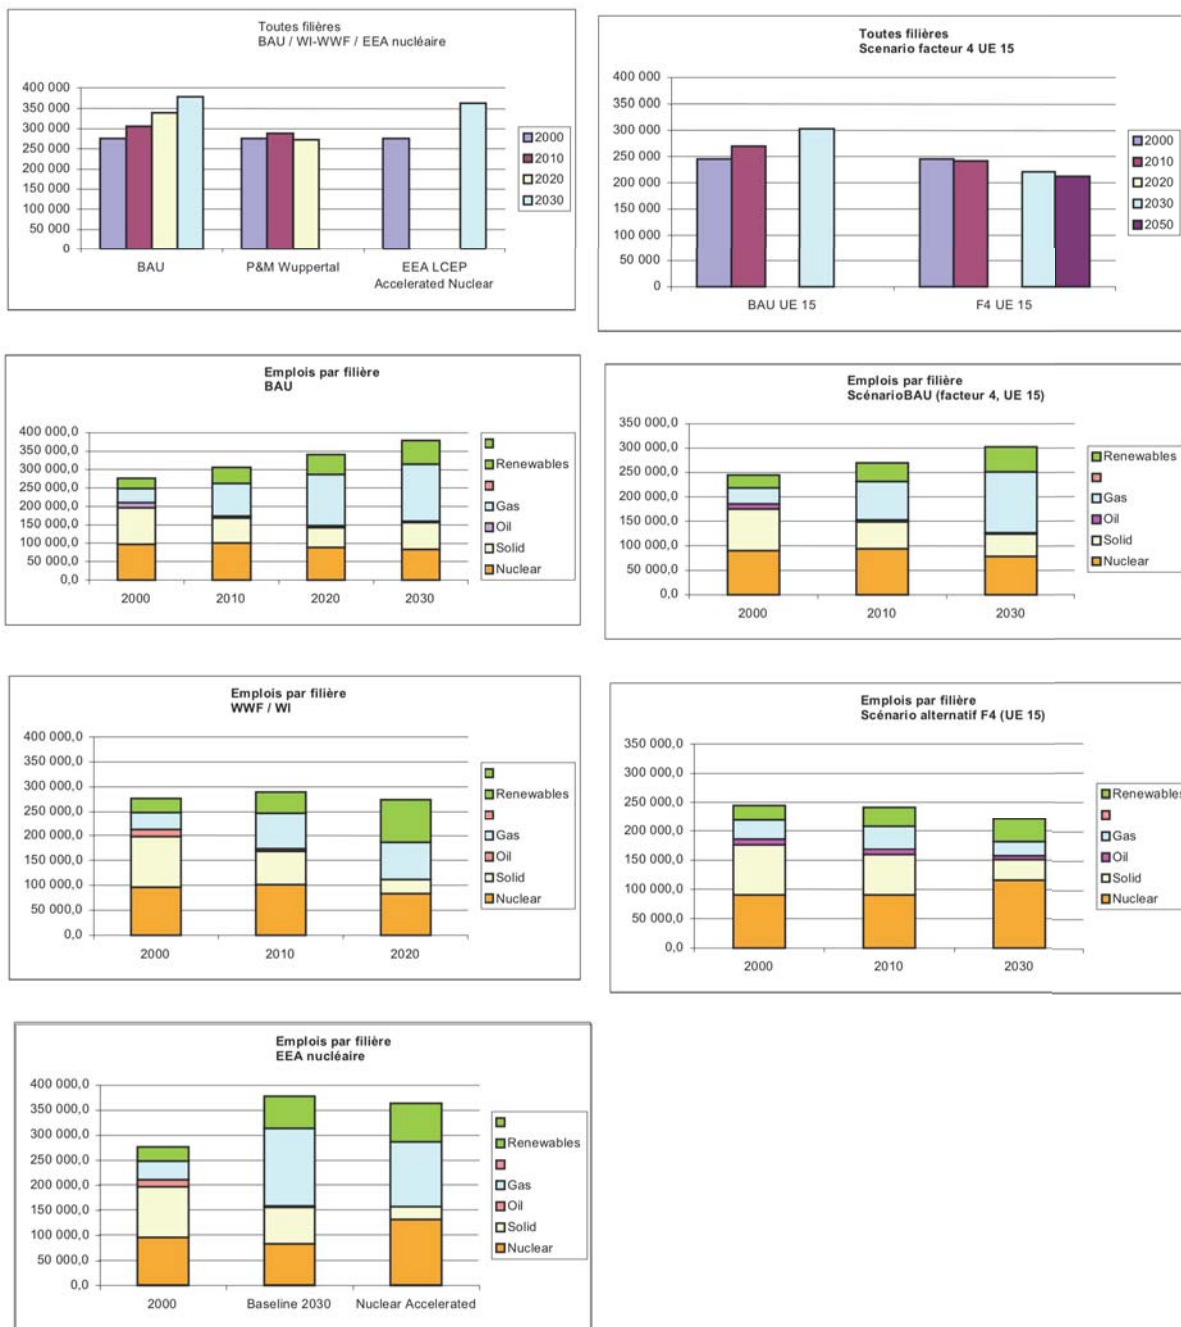 Toutes filières
BAU / WI-WWF / EEA nucléaire
400 000
350 000
300 000
250 000
200 000
150 000
100 000
50 000
0
2000
2010
2020
2030
BAU
P&M Wuppertal
EEA LCEP
Accelerated Nuclear
Toutes filières
Scenario facteur 4 UE 15
400 000
350 000
300 000
250 000
200 000
150 000
100 000
50 000
0
2000
2010
2020
2030
2050
BAU UE 15
F4 UE 15
Emplois par filière
BAU
400 000,0
350 000,0
300 000,0
250 000,0
200 000,0
150 000,0
100 000,0
50 000,0
0,0
Renewables
Gas
Oil
Solid
Nuclear
2000
2010
2020
2030
Emplois par filière
ScénarioBAU (facteur 4, UE 15)
350 000,0
300 000,0
250 000,0
200 000,0
150 000,0
100 000,0
50 000,0
0,0
Renewables
Gas
Oil
Solid
Nuclear
2000
2010
2030
Emplois par filière
WWF / WI
400 000,0
350 000,0
300 000,0
250 000,0
200 000,0
150 000,0
100 000,0
50 000,0
0,0
Renewables
Gas
Oil
Solid
Nuclear
2000
2010
2020
Emplois par filière
Scénario alternatif F4 (UE 15)
350 000,0
300 000,0
250 000,0
200 000,0
150 000,0
100 000,0
50 000,0
0,0
Renewables
Gas
Oil
Solid
Nuclear
2000
2010
2030
Emplois par filière
EEA nucléaire
400 000,0
350 000,0
300 000,0
250 000,0
200 000,0
150 000,0
100 000,0
50 000,0
0,0
Renewables
Gas
Oil
Solid
Nuclear
2000
Baseline 2030
Nuclear Accelerated